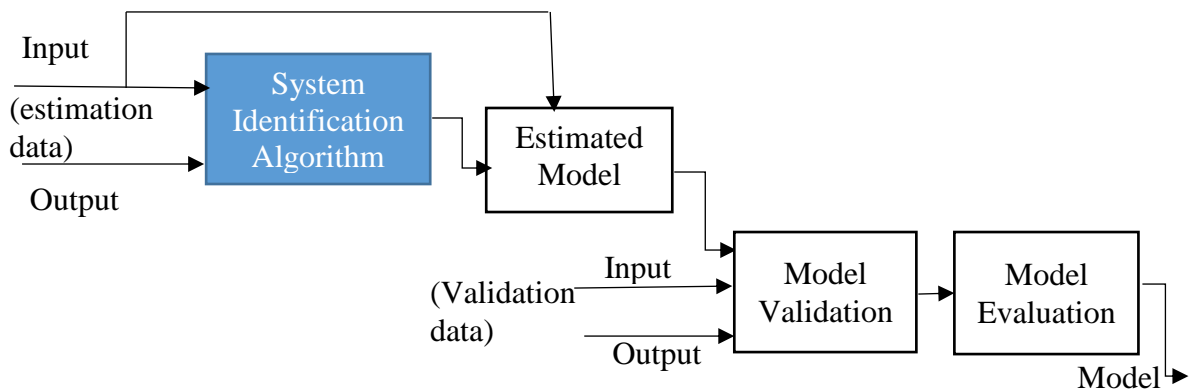 Input
(estimation
data)
Output
System
Identification
Algorithm
Estimated
Model
Input
(Validation
data)
Output
Model
Validation
Model
Evaluation
Model